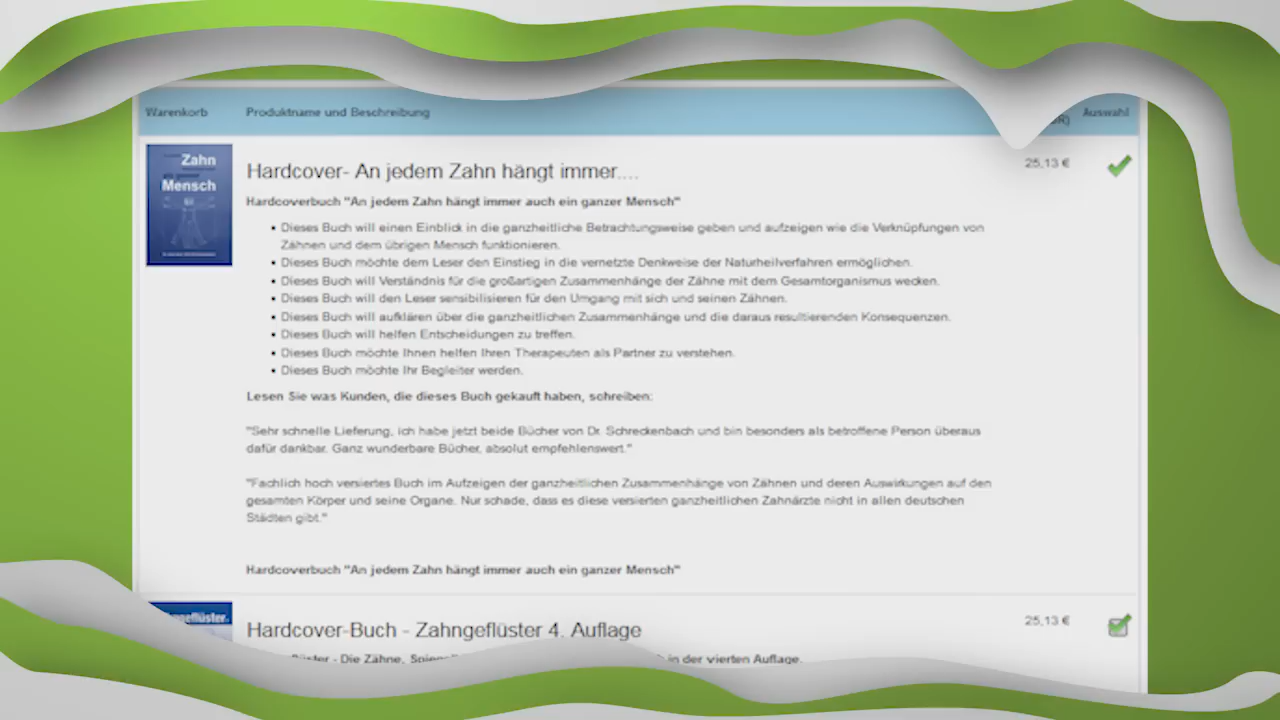 Warenkorb Produktname und Beschreibung Auswahl
Zahn
Mensch
Hardcover- An jedem Zahn hängt immer.... 25,13 €
Hardcoverbuch "An jedem Zahn hängt immer auch ein ganzer Mensch"
• Dieses Buch will einen Einblick in die ganzheitliche Betrachtungsweise geben und aufzeigen wie die Verknüpfungen von
Zähnen und dem übrigen Mensch funktionieren.
• Dieses Buch möchte dem Leser den Einstieg in die vernetzte Denkweise der Naturheilverfahren ermöglichen.
• Dieses Buch will Verständnis für die großartigen Zusammenhänge der Zähne mit dem Gesamtorganismus wecken.
• Dieses Buch will den Leser sensibilisieren für den Umgang mit sich und seinen Zähnen.
• Dieses Buch will aufklären über die ganzheitlichen Zusammenhänge und die daraus resultierenden Konsequenzen.
• Dieses Buch will helfen Entscheidungen zu treffen.
• Dieses Buch möchte Ihnen helfen Ihren Therapeuten als Partner zu verstehen.
• Dieses Buch möchte Ihr Begleiter werden.
Lesen Sie was Kunden, die dieses Buch gekauft haben, schreiben:
"Sehr schnelle Lieferung, ich habe jetzt beide Bücher von Dr. Schreckenbach und bin besonders als betroffene Person überaus
dafür dankbar. Ganz wunderbare Bücher, absolut empfehlenswert."
"Fachlich hoch versiertes Buch im Aufzeigen der ganzheitlichen Zusammenhänge von Zähnen und deren Auswirkungen auf den
gesamten Körper und seine Organe. Nur schade, dass es diese versierten ganzheitlichen Zahnärzte nicht in allen deutschen
Städten gibt."
Hardcoverbuch "An jedem Zahn hängt immer auch ein ganzer Mensch"
Hardcover-Buch - Zahngeflüster 4. Auflage 25,13 €
- Die Zähne, in der vierten Auflage.